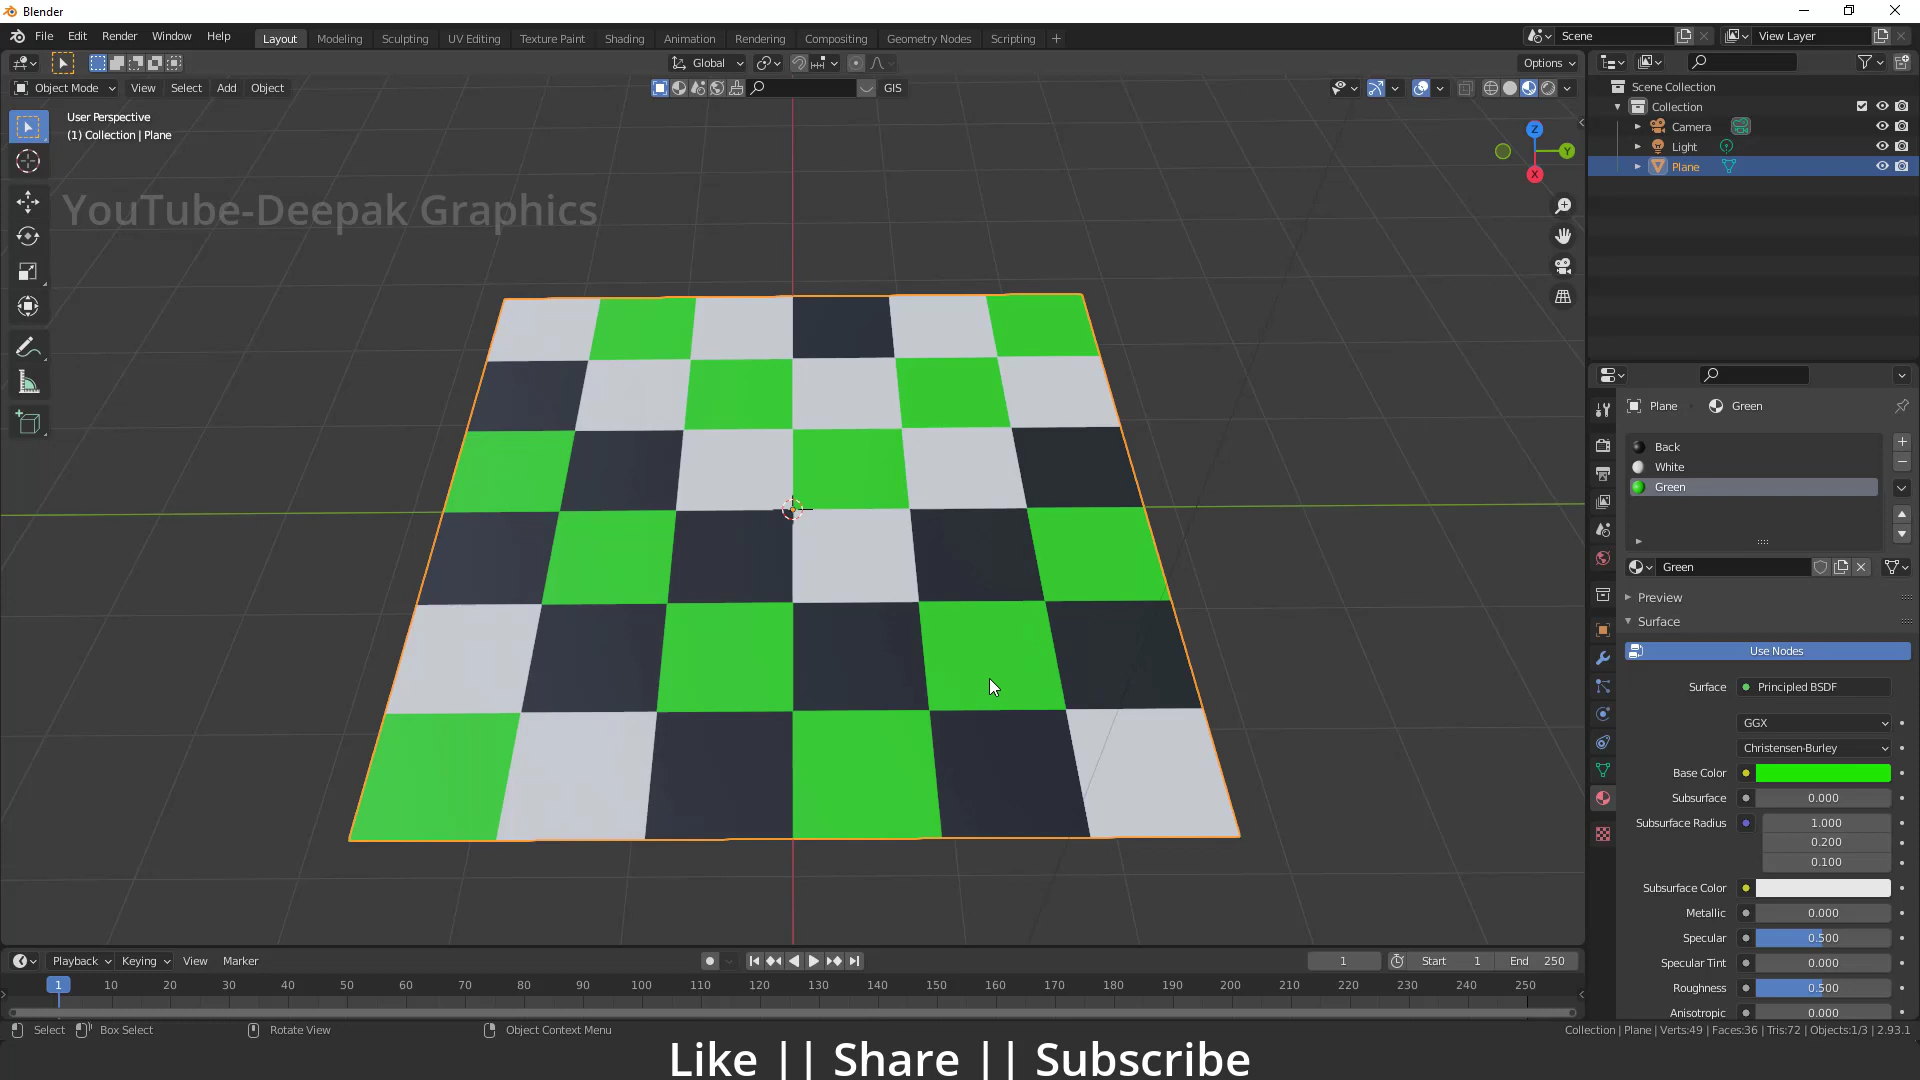 Blender
File Edit Render Window Help
Layout Modeling Sculpting UV Editing Texture Paint Shading Animation Rendering Compositing Geometry Nodes Scripting +
Scene
View Layer
Global
Options
Object Mode View Select Add Object
GIS
User Perspective
(1) Collection | Plane
YouTube-Deepak Graphics
Z
Y
X
Scene Collection
Collection
Camera
Light
Plane
Plane Green
Back
White
Green
Green
Preview
Surface
Use Nodes
Surface Principled BSDF
GGX
Christensen-Burley
Base Color
Subsurface 0.000
Subsurface Radius 1.000
0.200
0.100
Subsurface Color
Metallic 0.000
Specular 0.500
Specular Tint 0.000
Roughness 0.500
Anisotropic 0.000
Playback Keying View Marker
1 Start 1 End 250
1 10 20 30 40 50 60 70 80 90 100 110 120 130 140 150 160 170 180 190 200 210 220 230 240 250
Select Box Select Rotate View Object Context Menu
Collection | Plane | Verts:49 | Faces:36 | Tris:72 | Objects:1/3 | 2.93.1
Like || Share || Subscribe